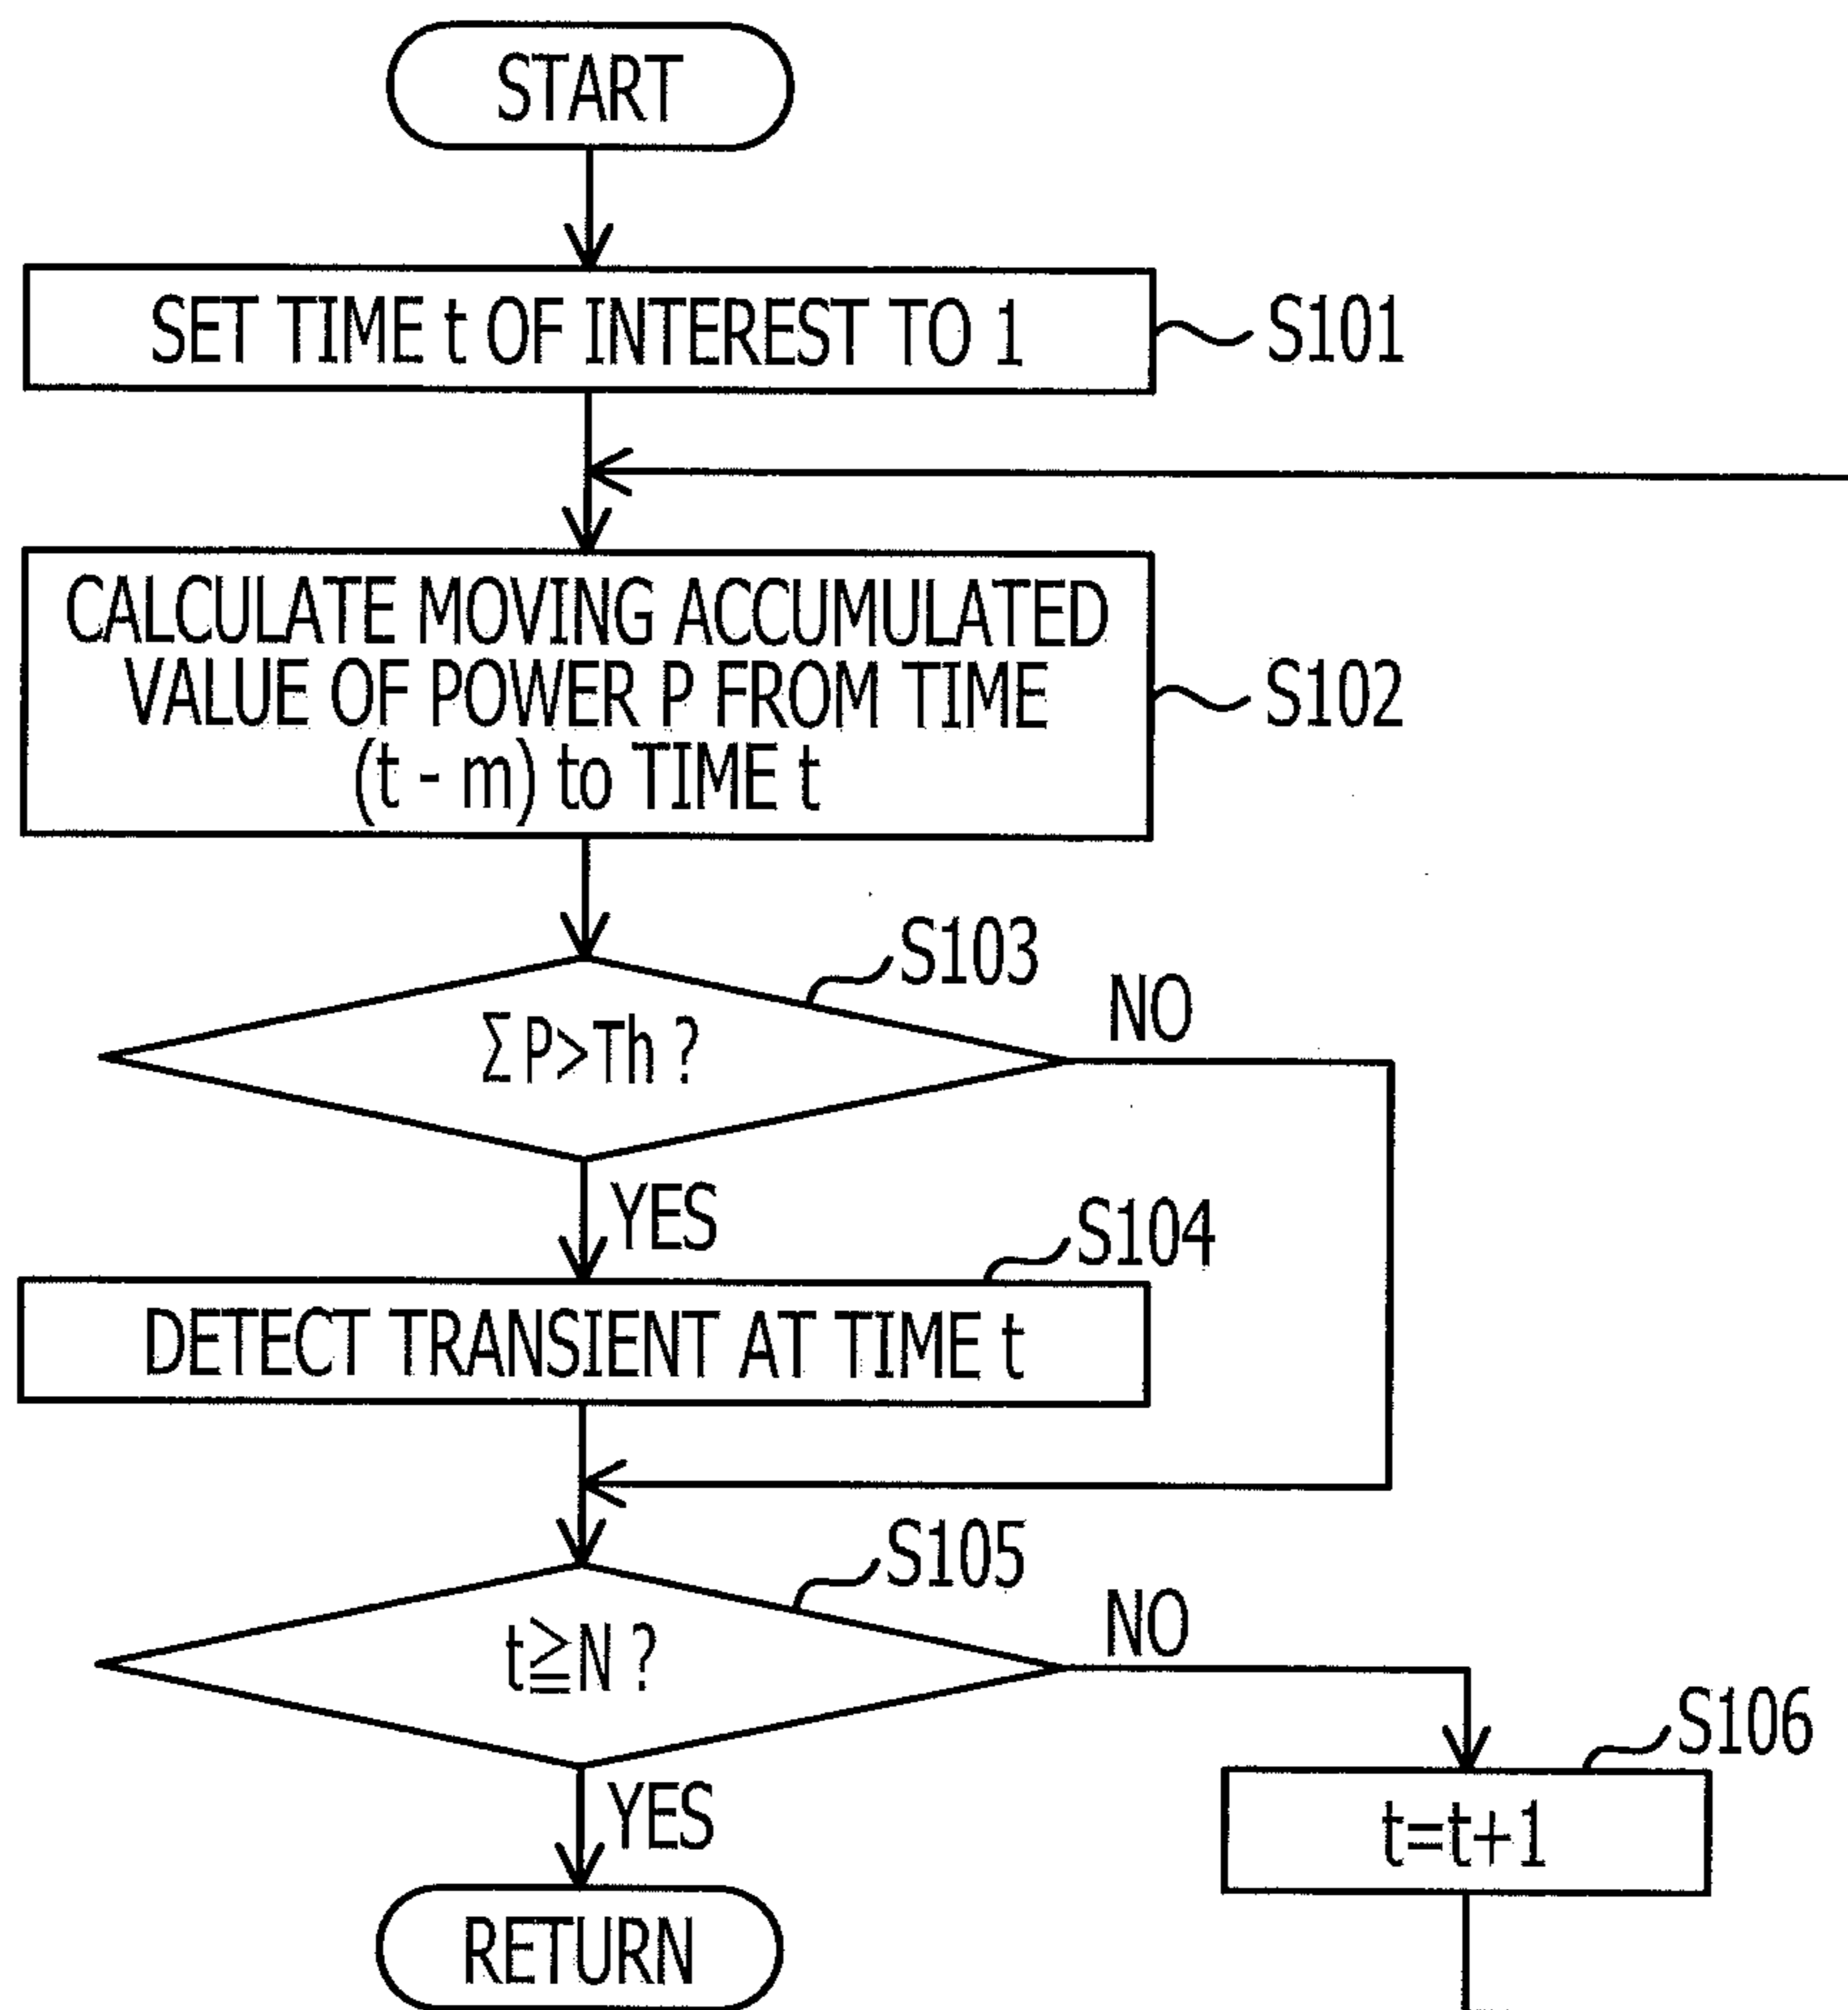 START
SET TIME t OF INTEREST TO 1
S101
CALCULATE MOVING ACCUMULATED
VALUE OF POWER P FROM TIME
(t - m) to TIME t
S102
S103
Σ P>Th ?
NO
YES
S104
DETECT TRANSIENT AT TIME t
S105
t≧N ?
NO
S106
t=t+1
YES
RETURN